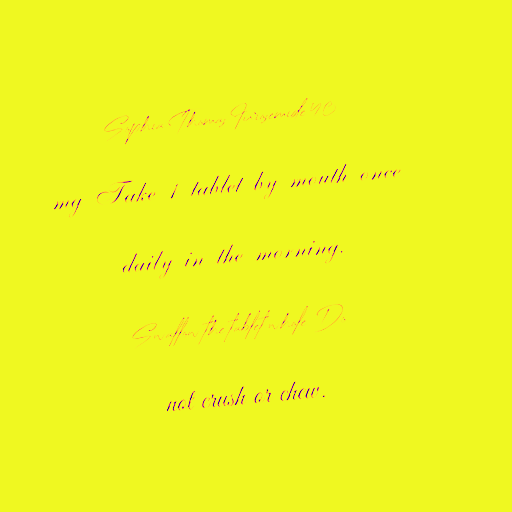 Sophia Thomas Furosemide 40
mg Take 1 tablet by mouth once
daily in the morning.
Swallow the tablet whole. Do
not crush or chew.